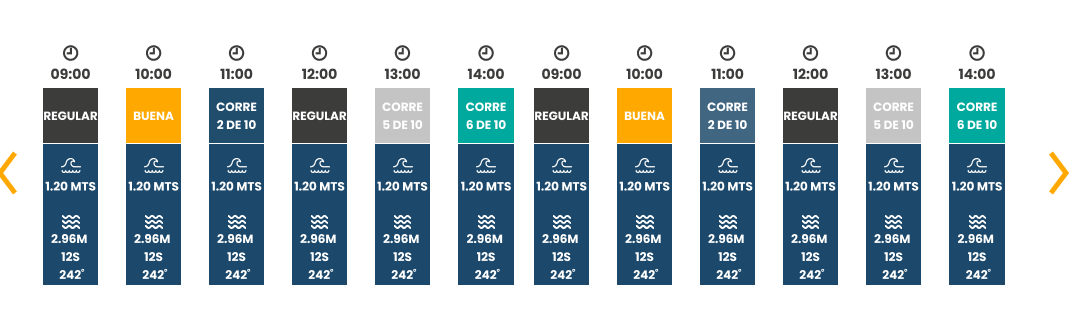 09:00 10:00 11:00 12:00 13:00 14:00 09:00 10:00 11:00 12:00 13:00 14:00
REGULAR BUENA CORRE 2 DE 10 REGULAR CORRE 5 DE 10 CORRE 6 DE 10 REGULAR BUENA CORRE 2 DE 10 REGULAR CORRE 5 DE 10 CORRE 6 DE 10
1.20 MTS 1.20 MTS 1.20 MTS 1.20 MTS 1.20 MTS 1.20 MTS 1.20 MTS 1.20 MTS 1.20 MTS 1.20 MTS 1.20 MTS 1.20 MTS
2.96M 2.96M 2.96M 2.96M 2.96M 2.96M 2.96M 2.96M 2.96M 2.96M 2.96M 2.96M
12S 12S 12S 12S 12S 12S 12S 12S 12S 12S 12S 12S
242° 242° 242° 242° 242° 242° 242° 242° 242° 242° 242° 242°